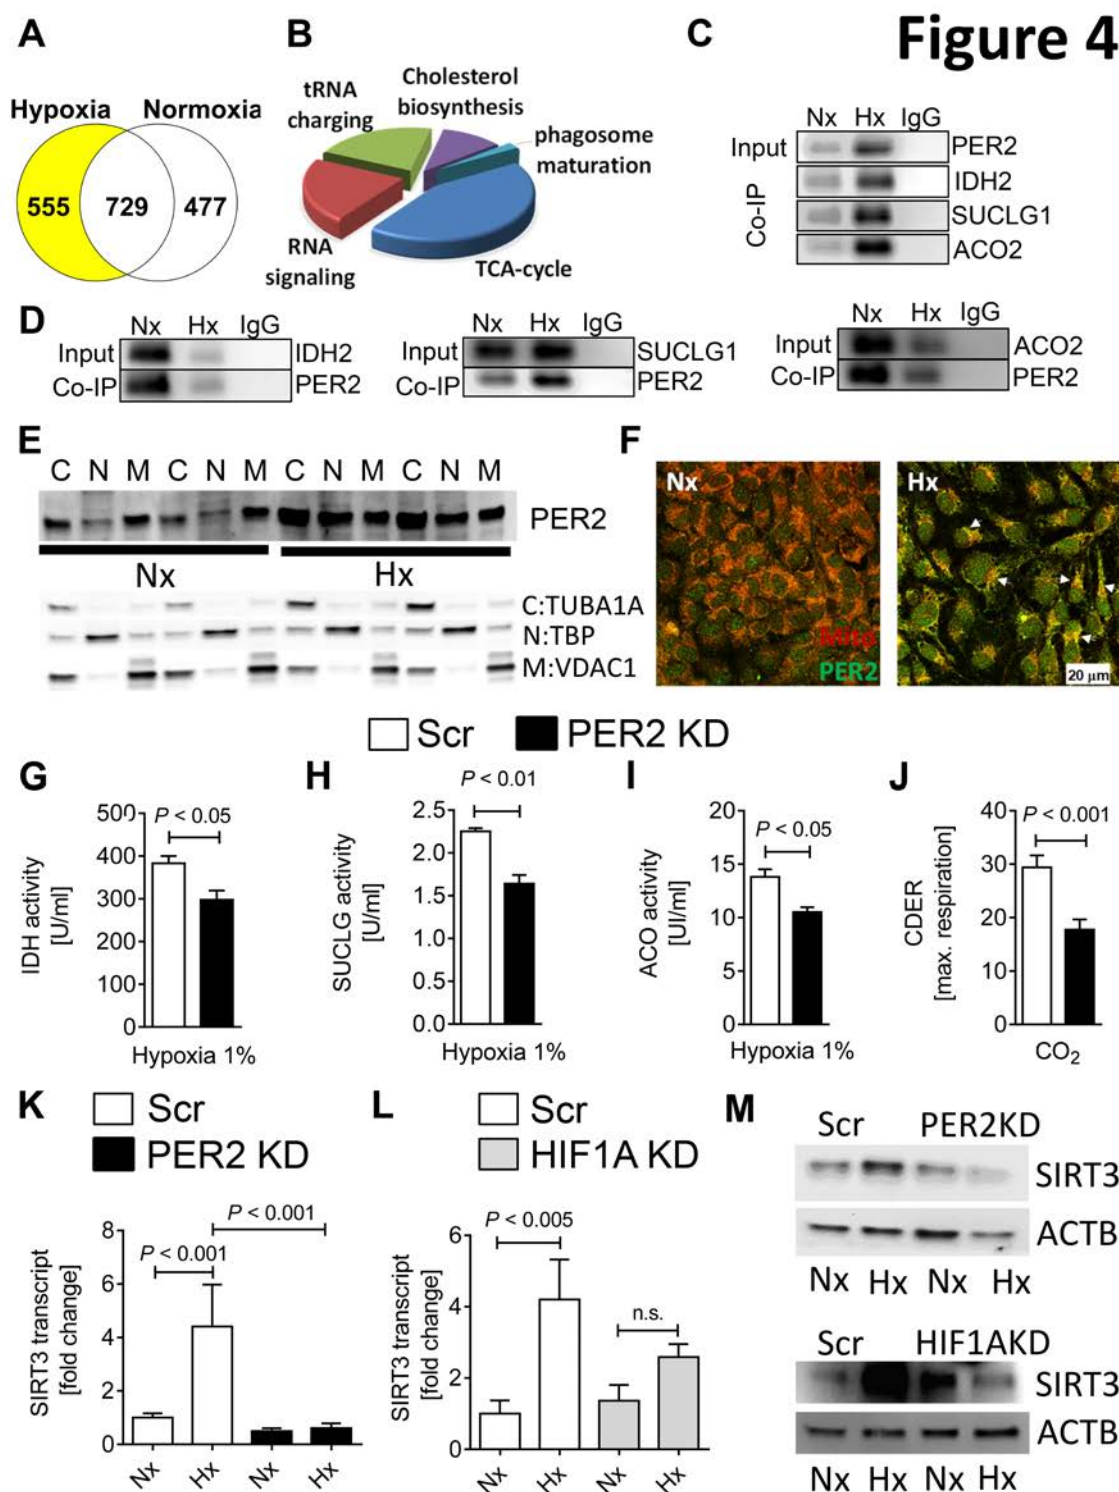 Figure 4
A
Hypoxia Normoxia
555 729 477
B
tRNA
charging
Cholesterol
biosynthesis
phagosome
maturation
RNA
signaling
TCA-cycle
C
Nx Hx IgG
Input PER2
Co-IP
IDH2
SUCLG1
ACO2
D
Nx Hx IgG
Input IDH2
Co-IP PER2
Nx Hx IgG
Input SUCLG1
Co-IP PER2
Nx Hx IgG
Input ACO2
Co-IP PER2
E
C N M C N M C N M C N M
PER2
Nx Hx
C:TUBA1A
N:TBP
M:VDAC1
F
Nx
Mito
PER2
Hx
20 µm
Scr PER2 KD
G
P < 0.05
IDH activity
[U/ml]
500
400
300
200
100
0
Hypoxia 1%
H
P < 0.01
SUCLG activity
[U/ml]
2.5
2.0
1.5
1.0
0.5
0.0
Hypoxia 1%
I
P < 0.05
ACO activity
[UI/ml]
20
15
10
5
0
Hypoxia 1%
J
P < 0.001
CDER
[max. respiration]
40
30
20
10
0
CO2
K
Scr
PER2 KD
P < 0.001
P < 0.001
SIRT3 transcript
[fold change]
8
6
4
2
0
Nx Hx Nx Hx
L
Scr
HIF1A KD
P < 0.005
n.s.
SIRT3 transcript
[fold change]
6
4
2
0
Nx Hx Nx Hx
M
Scr PER2KD
SIRT3
ACTB
Nx Hx Nx Hx
Scr HIF1AKD
SIRT3
ACTB
Nx Hx Nx Hx